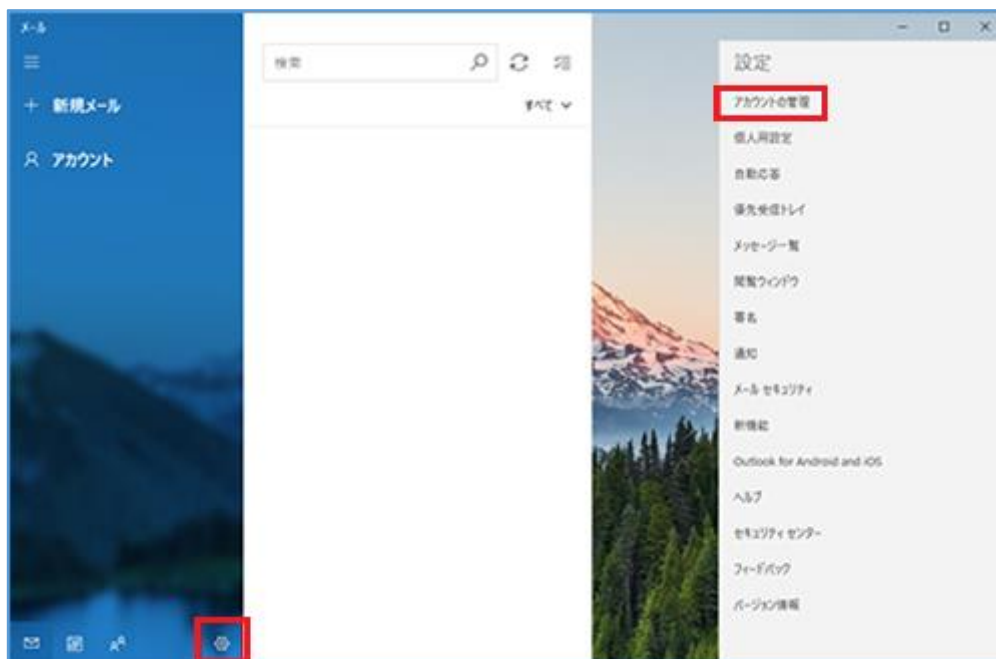 メール
+ 新規メール
アカウント
検索
すべて
設定
アカウントの管理
個人用設定
自動応答
優先受信トレイ
メッセージ一覧
閲覧ウィンドウ
署名
通知
メール セキュリティ
新機能
Outlook for Android and iOS
ヘルプ
セキュリティ センター
フィードバック
バージョン情報